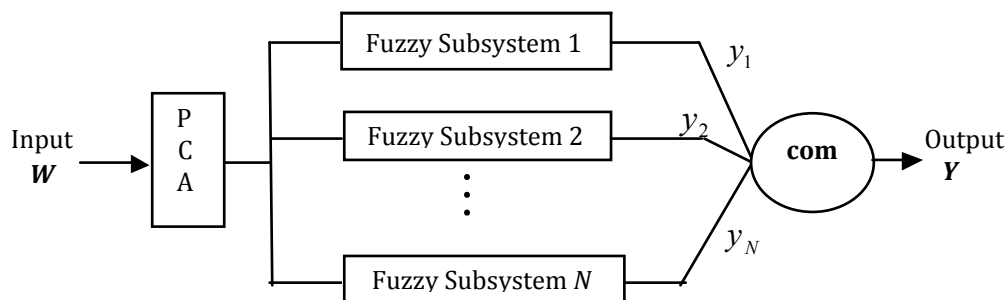 Input
W
P
C
A
Fuzzy Subsystem 1
Fuzzy Subsystem 2
Fuzzy Subsystem N
y1
y2
yN
com
Output
Y